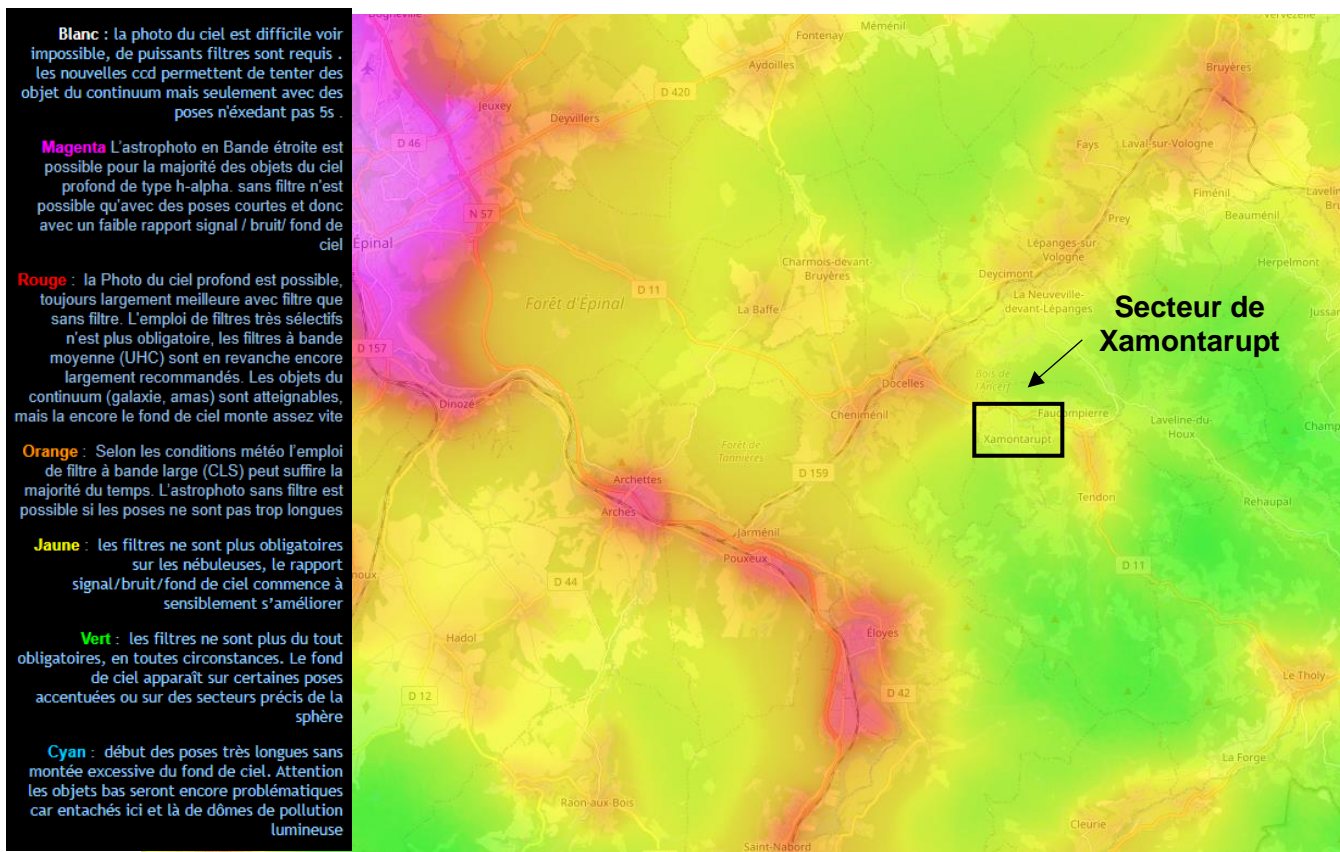 Blanc : la photo du ciel est difficile voir
impossible, de puissants filtres sont requis .
les nouvelles ccd permettent de tenter des
objet du continuum mais seulement avec des
poses n'éxedant pas 5s .
Magenta L'astrophoto en Bande étroite est
possible pour la majorité des objets du ciel
profond de type h-alpha. sans filtre n'est
possible qu'avec des poses courtes et donc
avec un faible rapport signal / bruit/ fond de
ciel
Rouge : la Photo du ciel profond est possible,
toujours largement meilleure avec filtre que
sans filtre. L'emploi de filtres très sélectifs
n'est plus obligatoire, les filtres à bande
moyenne (UHC) sont en revanche encore
largement recommandés. Les objets du
continuum (galaxie, amas) sont atteignables,
mais la encore le fond de ciel monte assez vite
Orange : Selon les conditions météo l'emploi
de filtre à bande large (CLS) peut suffire la
majorité du temps. L'astrophoto sans filtre est
possible si les poses ne sont pas trop longues
Jaune : les filtres ne sont plus obligatoires
sur les nébuleuses, le rapport
signal/bruit/fond de ciel commence à
sensiblement s'améliorer
Vert : les filtres ne sont plus du tout
obligatoires, en toutes circonstances. Le fond
de ciel apparaît sur certaines poses
accentuées ou sur des secteurs précis de la
sphère
Cyan : début des poses très longues sans
montée excessive du fond de ciel. Attention
les objets bas seront encore problématiques
car entachés ici et là de dômes de pollution
lumineuse
Méménil
Fontenay
Aydoilles
Bruyères
D 420
Jeuxey
Deyvillers
D 46
Fays
Laval-sur-Vologne
Fiménil
Beauménil
N 57
Prey
Épinal
Lépanges-sur-
Vologne
Herpelmont
Charmois-devant-
Bruyères
Deycimont
D 11
Forêt d'Épinal
La Baffe
La Neuveville-
devant-Lépanges
Jussar
Secteur de
Xamontarupt
D 157
Bois de
l'Ancerf
Docelles
Dinozé
Cheniménil
Faucompierre
Laveline-du-
Houx
Champ
Xamontarupt
Forêt de
Tannières
D 159
Archettes
Arches
Tendon
Rehaupal
Jarménil
Pouxeux
D 11
noux
D 44
Éloyes
Hadol
Le Tholy
D 12
D 42
La Forge
Raon-aux-Bois
Cleurie
Saint-Nabord